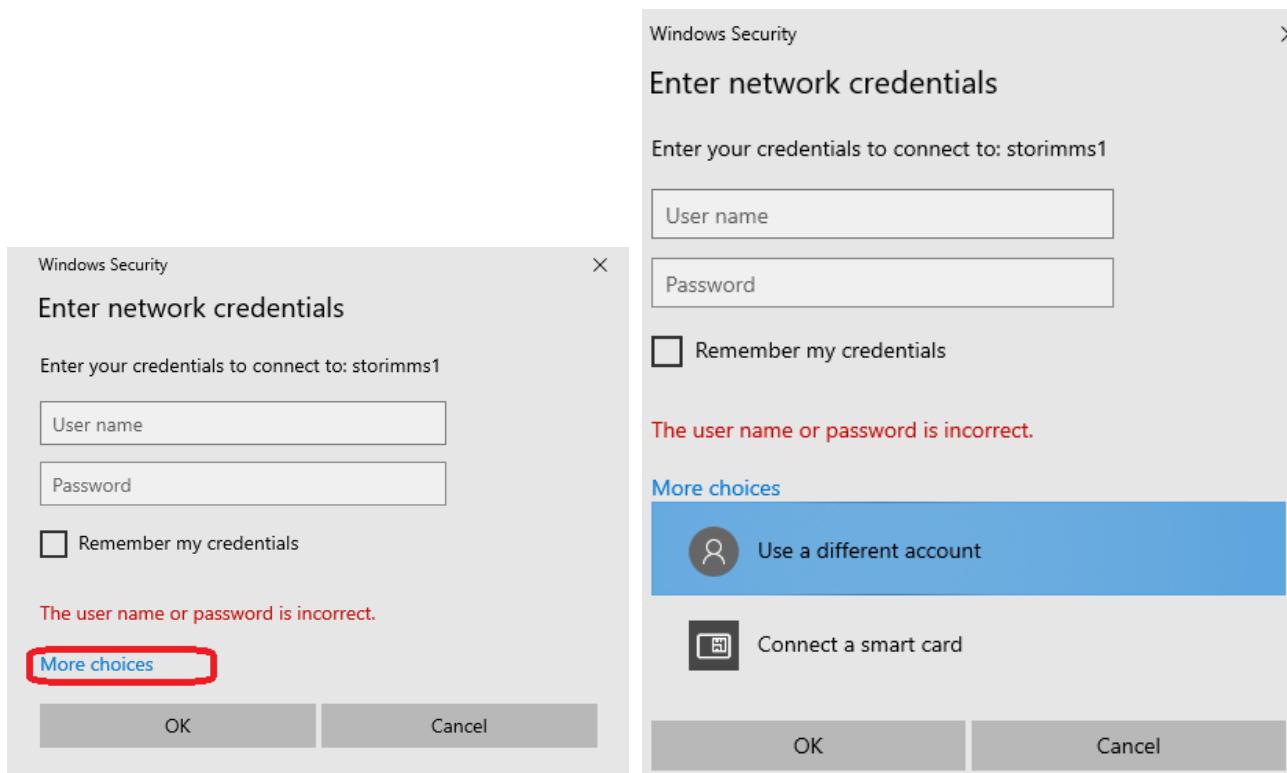 Windows Security
Enter network credentials
Enter your credentials to connect to: storimms1
User name
Password
Remember my credentials
The user name or password is incorrect.
More choices
OK Cancel
Windows Security
Enter network credentials
Enter your credentials to connect to: storimms1
User name
Password
Remember my credentials
The user name or password is incorrect.
More choices
Use a different account
Connect a smart card
OK Cancel